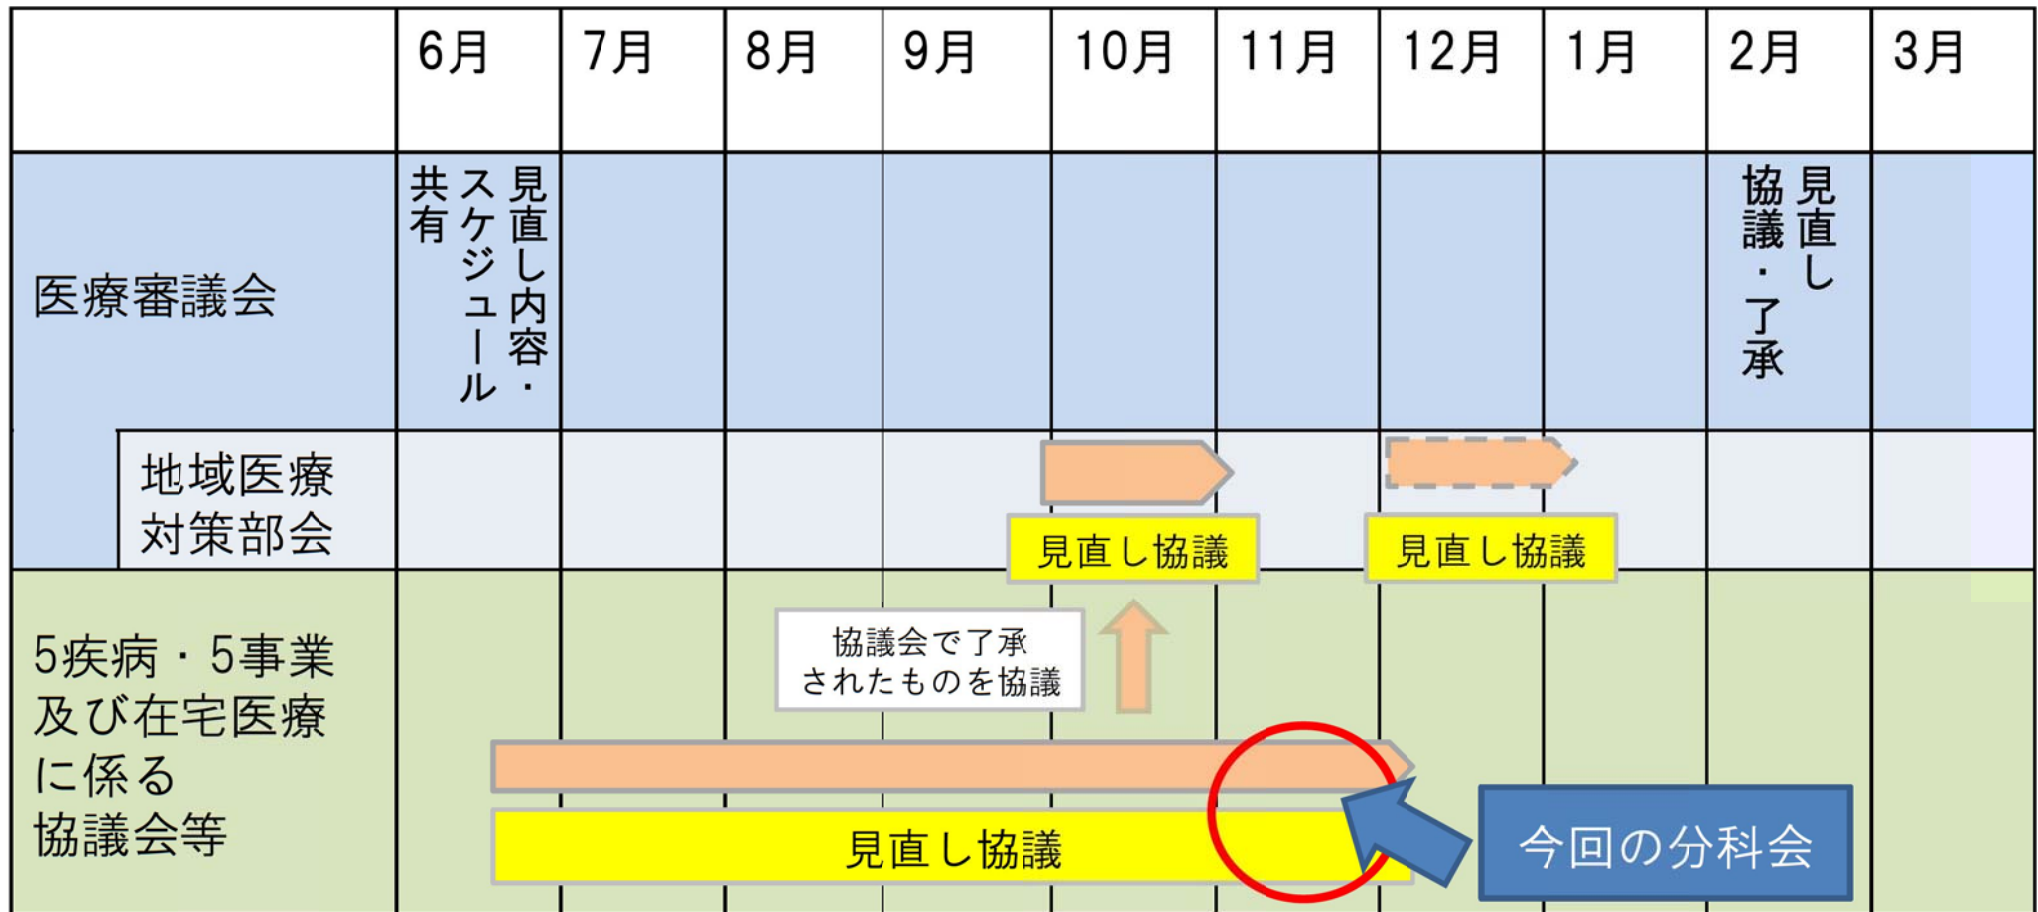 6月
7月
8月
9月
10月
11月
12月
1月
2月
3月
医療審議会
見直し内容・
スケジュール
共有
見直し
協議・了承
地域医療
対策部会
見直し協議
見直し協議
5疾病・5事業
及び在宅医療
に係る
協議会等
協議会で了承
されたものを協議
見直し協議
今回の分科会